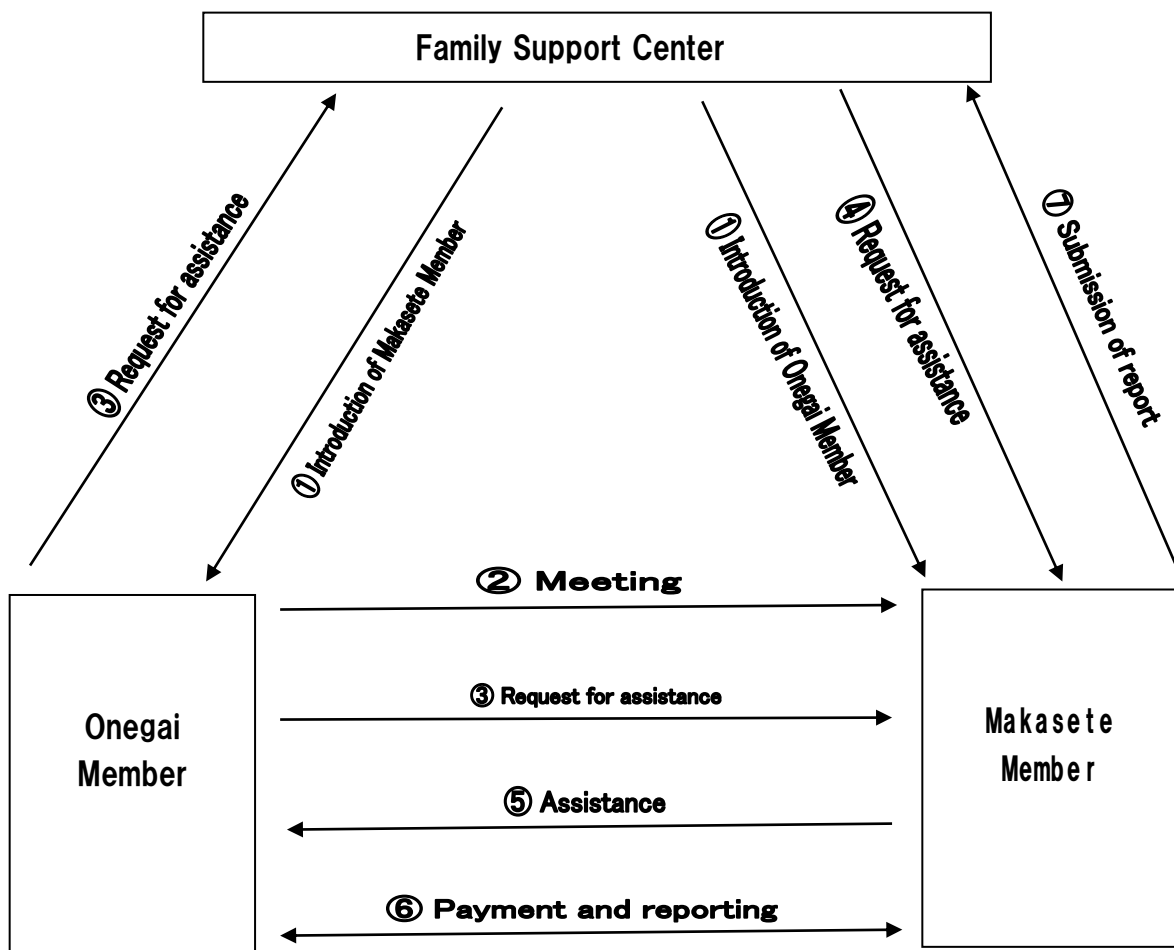 Family Support Center
③ Request for assistance
① Introduction of Makasete Member
① Introduction of Onegai Member
④ Request for assistance
⑦ Submission of report
② Meeting
③ Request for assistance
Onegai
Member
Makasete
Member
⑤ Assistance
⑥ Payment and reporting